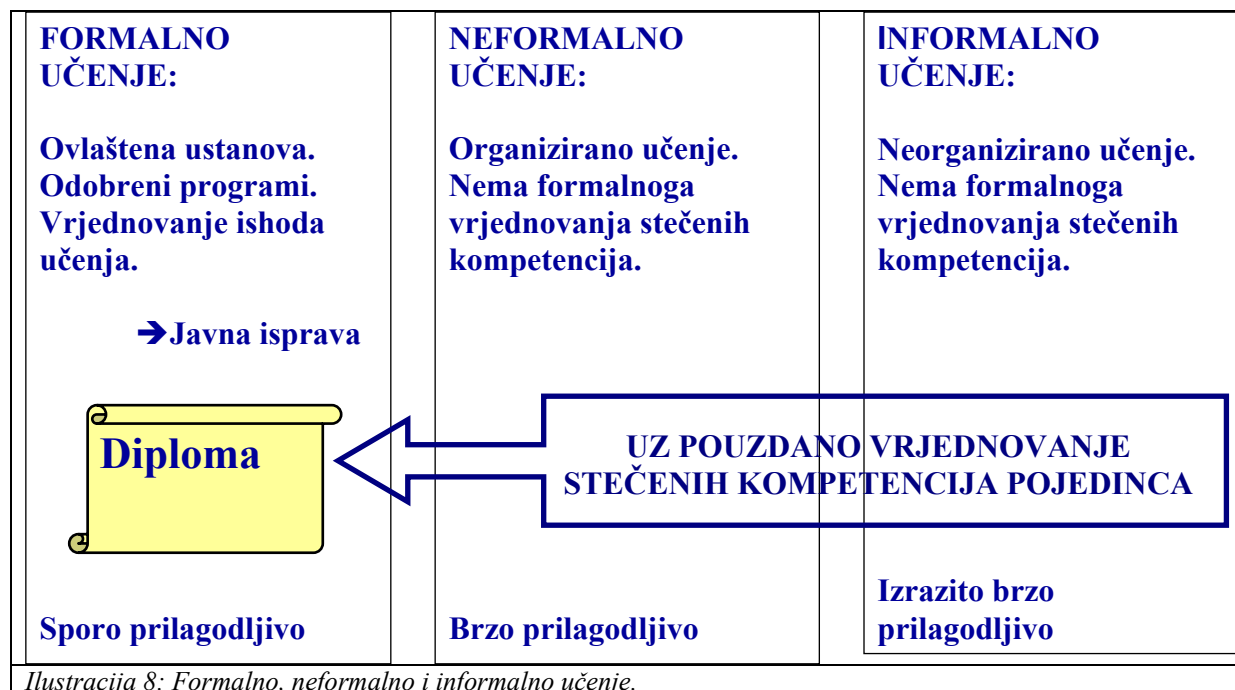 FORMALNO
UČENJE:
Ovlaštena ustanova.
Odobreni programi.
Vrjednovanje ishoda
učenja.
➔Javna isprava
Diploma
Sporo prilagodljivo
NEFORMALNO
UČENJE:
Organizirano učenje.
Nema formalnoga
vrjednovanja stečenih
kompetencija.
Brzo prilagodljivo
INFORMALNO
UČENJE:
Neorganizirano učenje.
Nema formalnoga
vrjednovanja stečenih
kompetencija.
UZ POUZDANO VRJEDNOVANJE
STEČENIH KOMPETENCIJA POJEDINCA
Izrazito brzo
prilagodljivo
Ilustracija 8: Formalno, neformalno i informalno učenje.